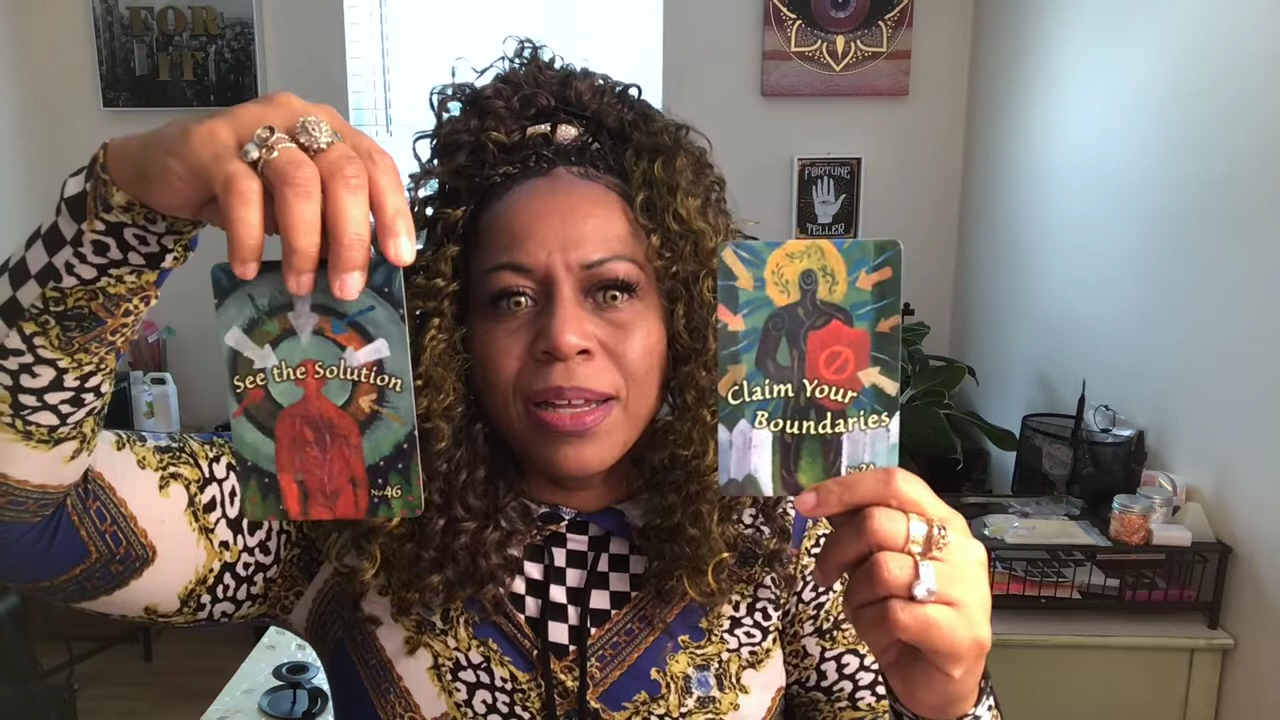 FOR
IT
FORTUNE
TELLER
See the Solution
No46
Claim Your
Boundaries